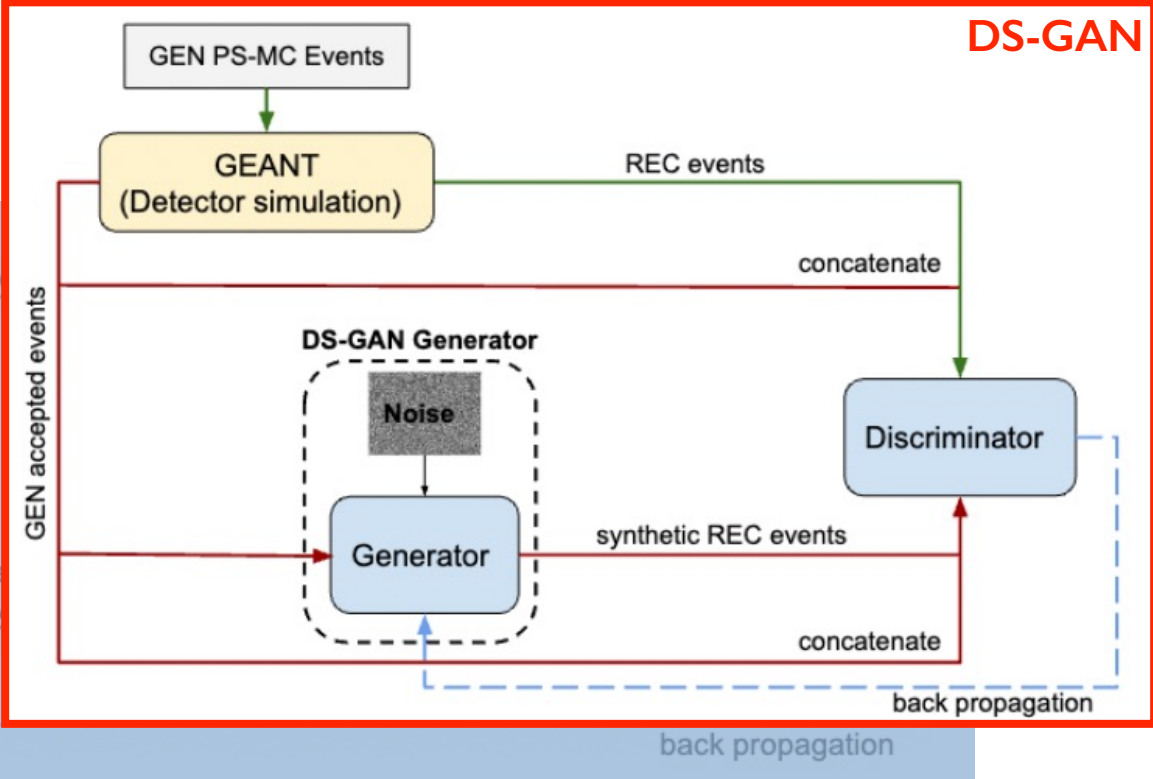 DS-GAN
GEN PS-MC Events
GEANT
(Detector simulation)
REC events
concatenate
GEN accepted events
DS-GAN Generator
Noise
Discriminator
Generator
synthetic REC events
concatenate
back propagation
back propagation